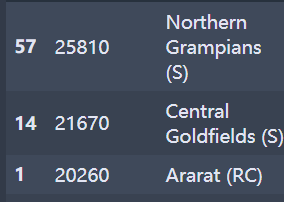 57 25810 Northern
Grampians
(S)
14 21670 Central
Goldfields (S)
1 20260 Ararat (RC)